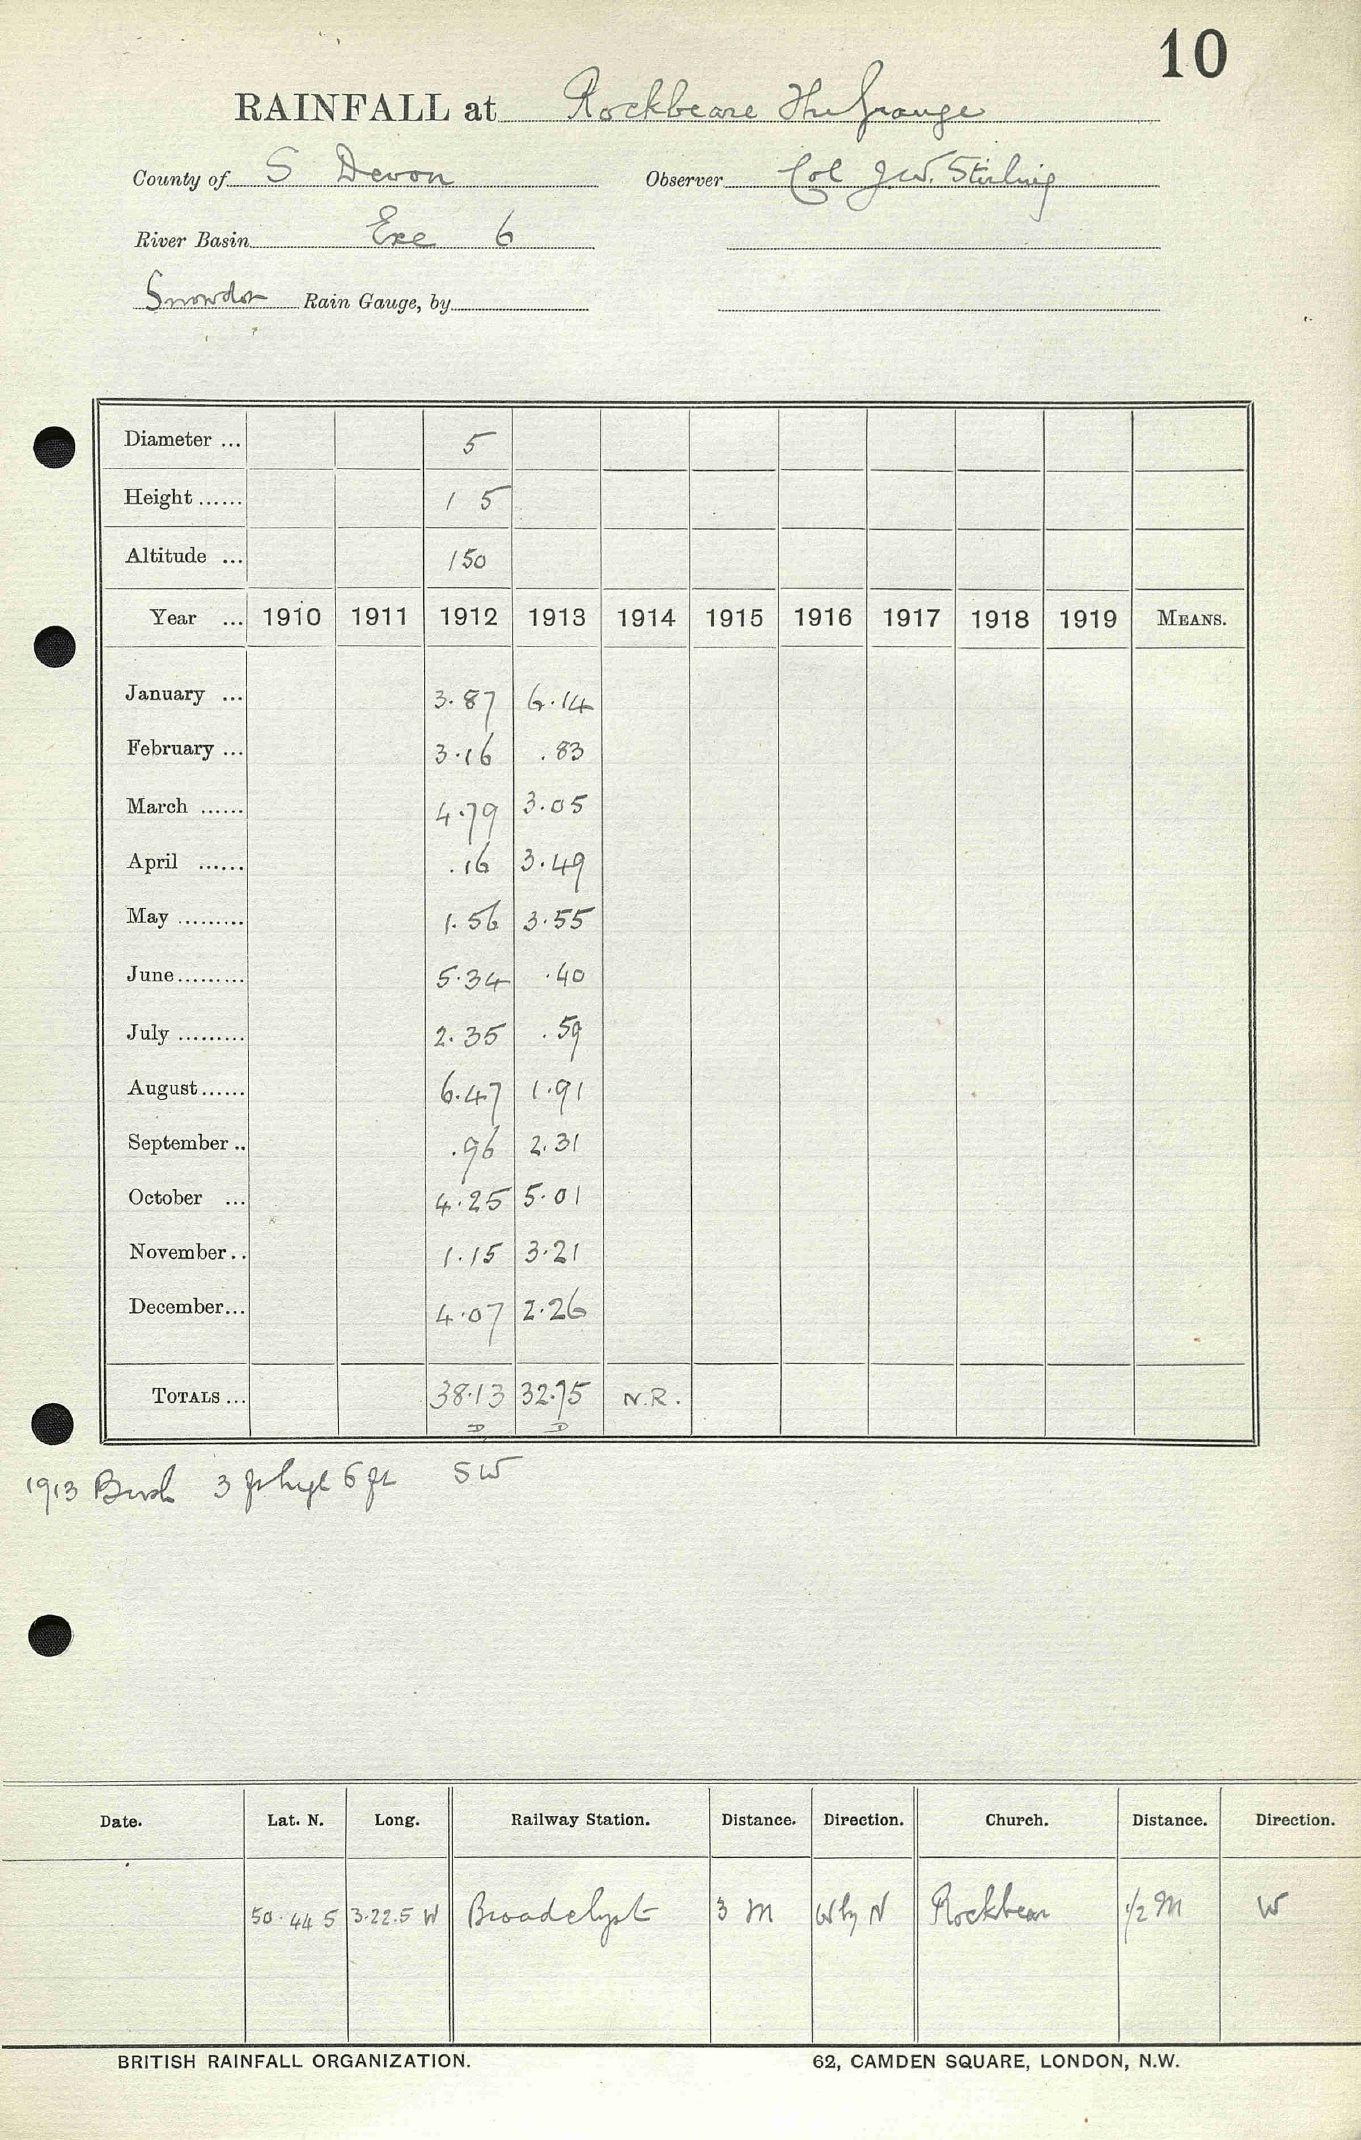 10
RAINFALL at Rockbeare The Grange
County of S Devon Observer Col J.W. Stirling
River Basin Exe 6
Snowdon Rain Gauge, by
Diameter ... 5
Height ...... 1 5
Altitude ... 150
Year ... 1910 1911 1912 1913 1914 1915 1916 1917 1918 1919 MEANS.
January ... 3.87 6.14
February ... 3.16 .83
March ...... 4.79 3.05
April ...... .16 3.49
May ......... 1.56 3.55
June ......... 5.34 .40
July ......... 2.35 .59
August ...... 6.47 1.91
September .. .96 2.31
October ... 4.25 5.01
November .. 1.15 3.21
December ... 4.07 2.26
TOTALS ... 38.13 32.75 N.R.
D D
1913 Bush 3 ft high 6 ft SW
Date. Lat. N. Long. Railway Station. Distance. Direction. Church. Distance. Direction.
50.44 5 3.22.5 W Broadclyst 3 M W by N Rockbear 1/2 M W
BRITISH RAINFALL ORGANIZATION. 62, CAMDEN SQUARE, LONDON, N.W.